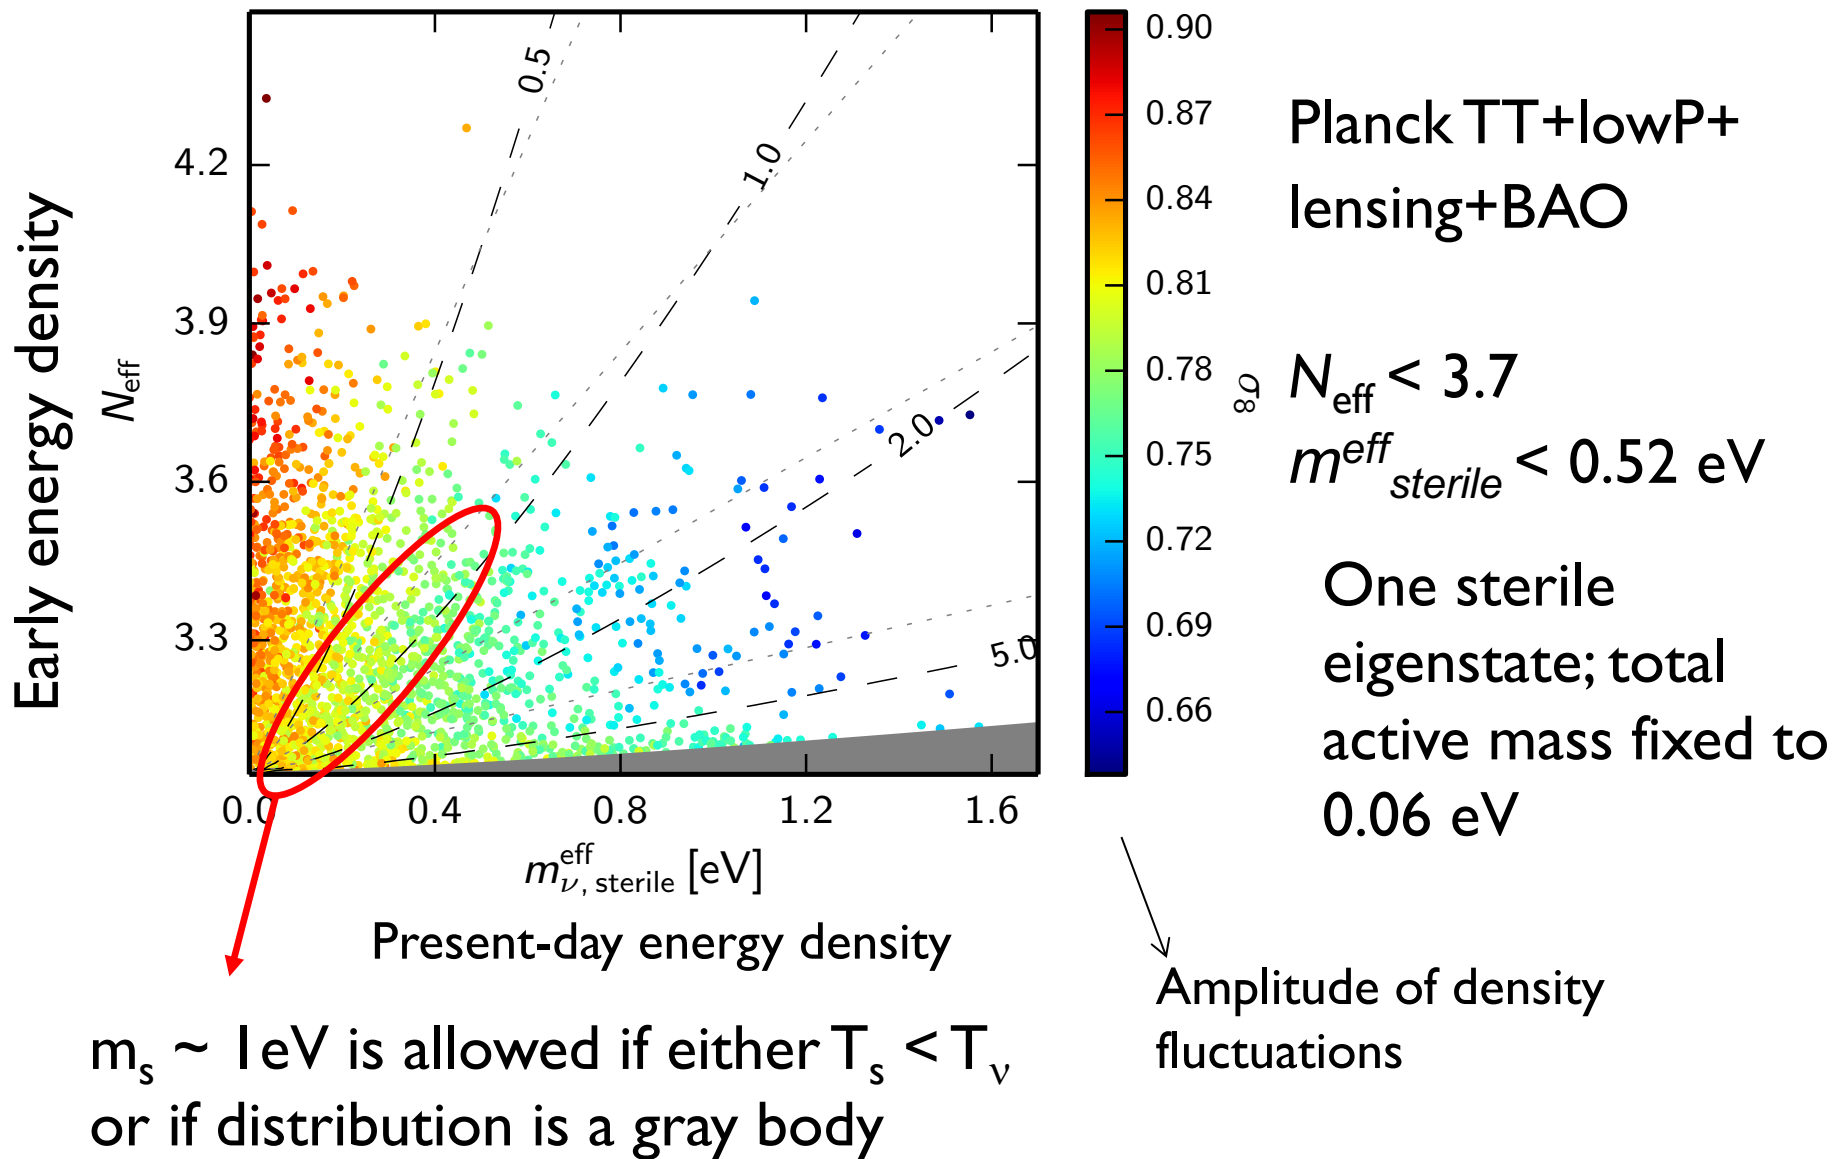 Early energy density
N_eff
4.2
3.9
3.6
3.3
0.0
0.4
0.8
1.2
1.6
0.5
1.0
2.0
5.0
m^eff_ν, sterile [eV]
Present-day energy density
0.90
0.87
0.84
0.81
0.78
0.75
0.72
0.69
0.66
σ8
Planck TT+lowP+
lensing+BAO
N_eff < 3.7
m^eff_sterile < 0.52 eV
One sterile
eigenstate; total
active mass fixed to
0.06 eV
Amplitude of density
fluctuations
m_s ~ 1eV is allowed if either T_s < T_ν
or if distribution is a gray body